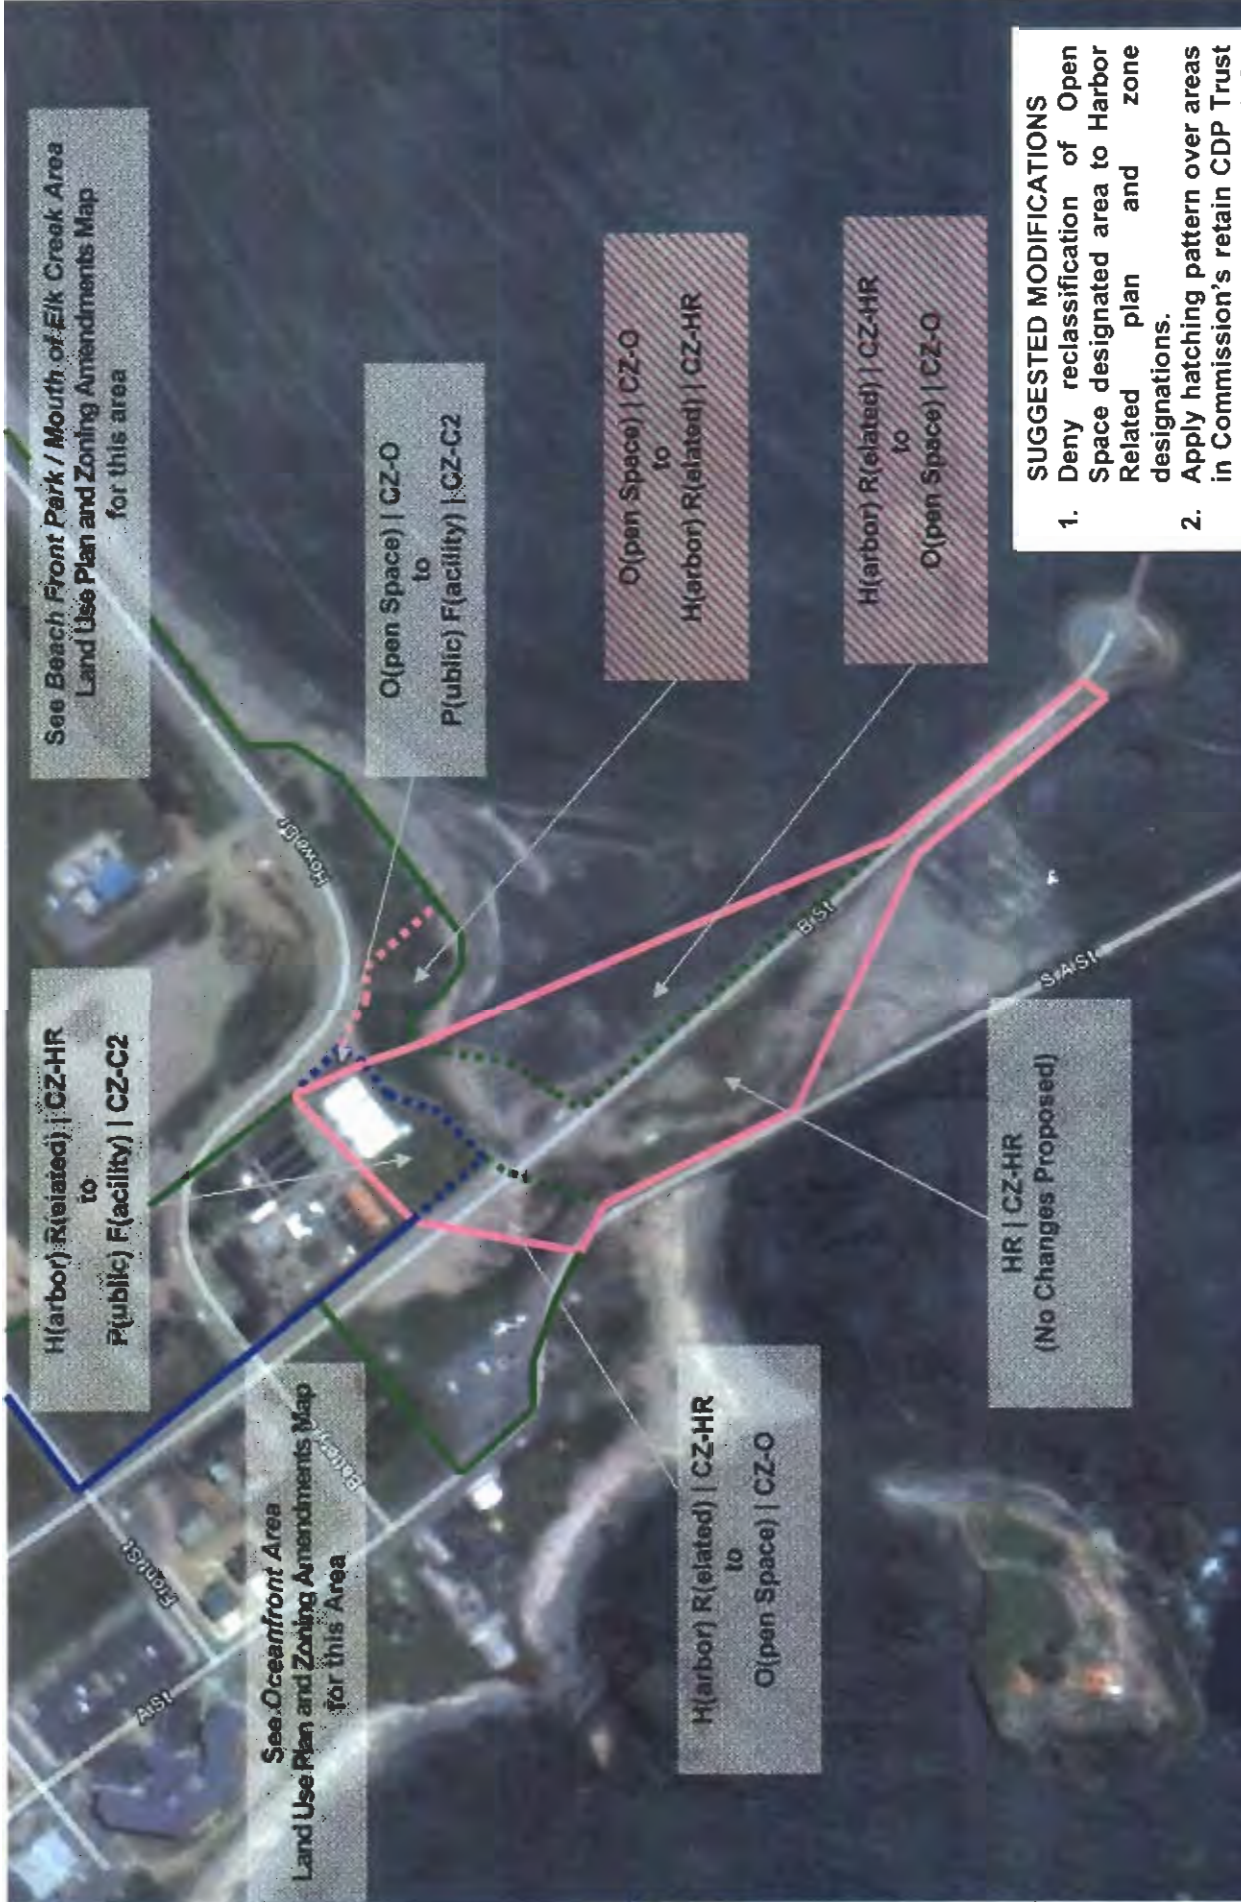 See Beach Front Park / Mouth of Elk Creek Area
Land Use Plan and Zoning Amendments Map
for this area
O(pen Space) | CZ-O
to
P(ublic) F(acility) | CZ-C2
O(pen Space) | CZ-O
to
H(arbor) R(elated) | CZ-HR
H(arbor) R(elated) | CZ-HR
to
O(pen Space) | CZ-O
SUGGESTED MODIFICATIONS
1. Deny reclassification of Open
Space designated area to Harbor
Related plan and zone
designations.
2. Apply hatching pattern over areas
in Commission's retain CDP Trust
H(arbor) R(elated) | CZ-HR
to
P(ublic) F(acility) | CZ-C2
Howe Dr
B St
S A St
HR | CZ-HR
(No Changes Proposed)
See Oceanfront Area
Land Use Plan and Zoning Amendments Map
for this Area
H(arbor) R(elated) | CZ-HR
to
O(pen Space) | CZ-O
Front St
Battery
A St